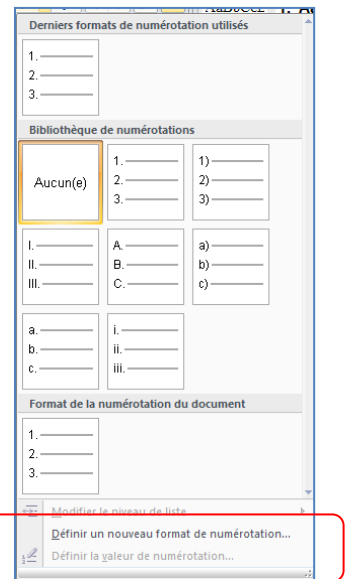 Derniers formats de numérotation utilisés
1.
2.
3.
Bibliothèque de numérotations
Aucun(e)
1.
2.
3.
1)
2)
3)
I.
II.
III.
A.
B.
C.
a)
b)
c)
a.
b.
c.
i.
ii.
iii.
Format de la numérotation du document
1.
2.
3.
Modifier le niveau de liste
Définir un nouveau format de numérotation...
Définir la valeur de numérotation...